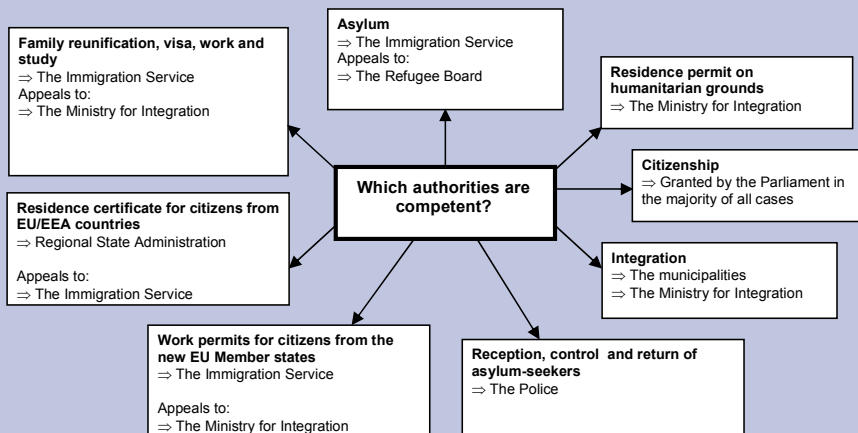 Family reunification, visa, work and
study
⇒ The Immigration Service
Appeals to:
⇒ The Ministry for Integration
Asylum
⇒ The Immigration Service
Appeals to:
⇒ The Refugee Board
Residence permit on
humanitarian grounds
⇒ The Ministry for Integration
Which authorities are
competent?
Citizenship
⇒ Granted by the Parliament in
the majority of all cases
Residence certificate for citizens from
EU/EEA countries
⇒ Regional State Administration
Appeals to:
⇒ The Immigration Service
Integration
⇒ The municipalities
⇒ The Ministry for Integration
Work permits for citizens from the
new EU Member states
⇒ The Immigration Service
Appeals to:
⇒ The Ministry for Integration
Reception, control and return of
asylum-seekers
⇒ The Police